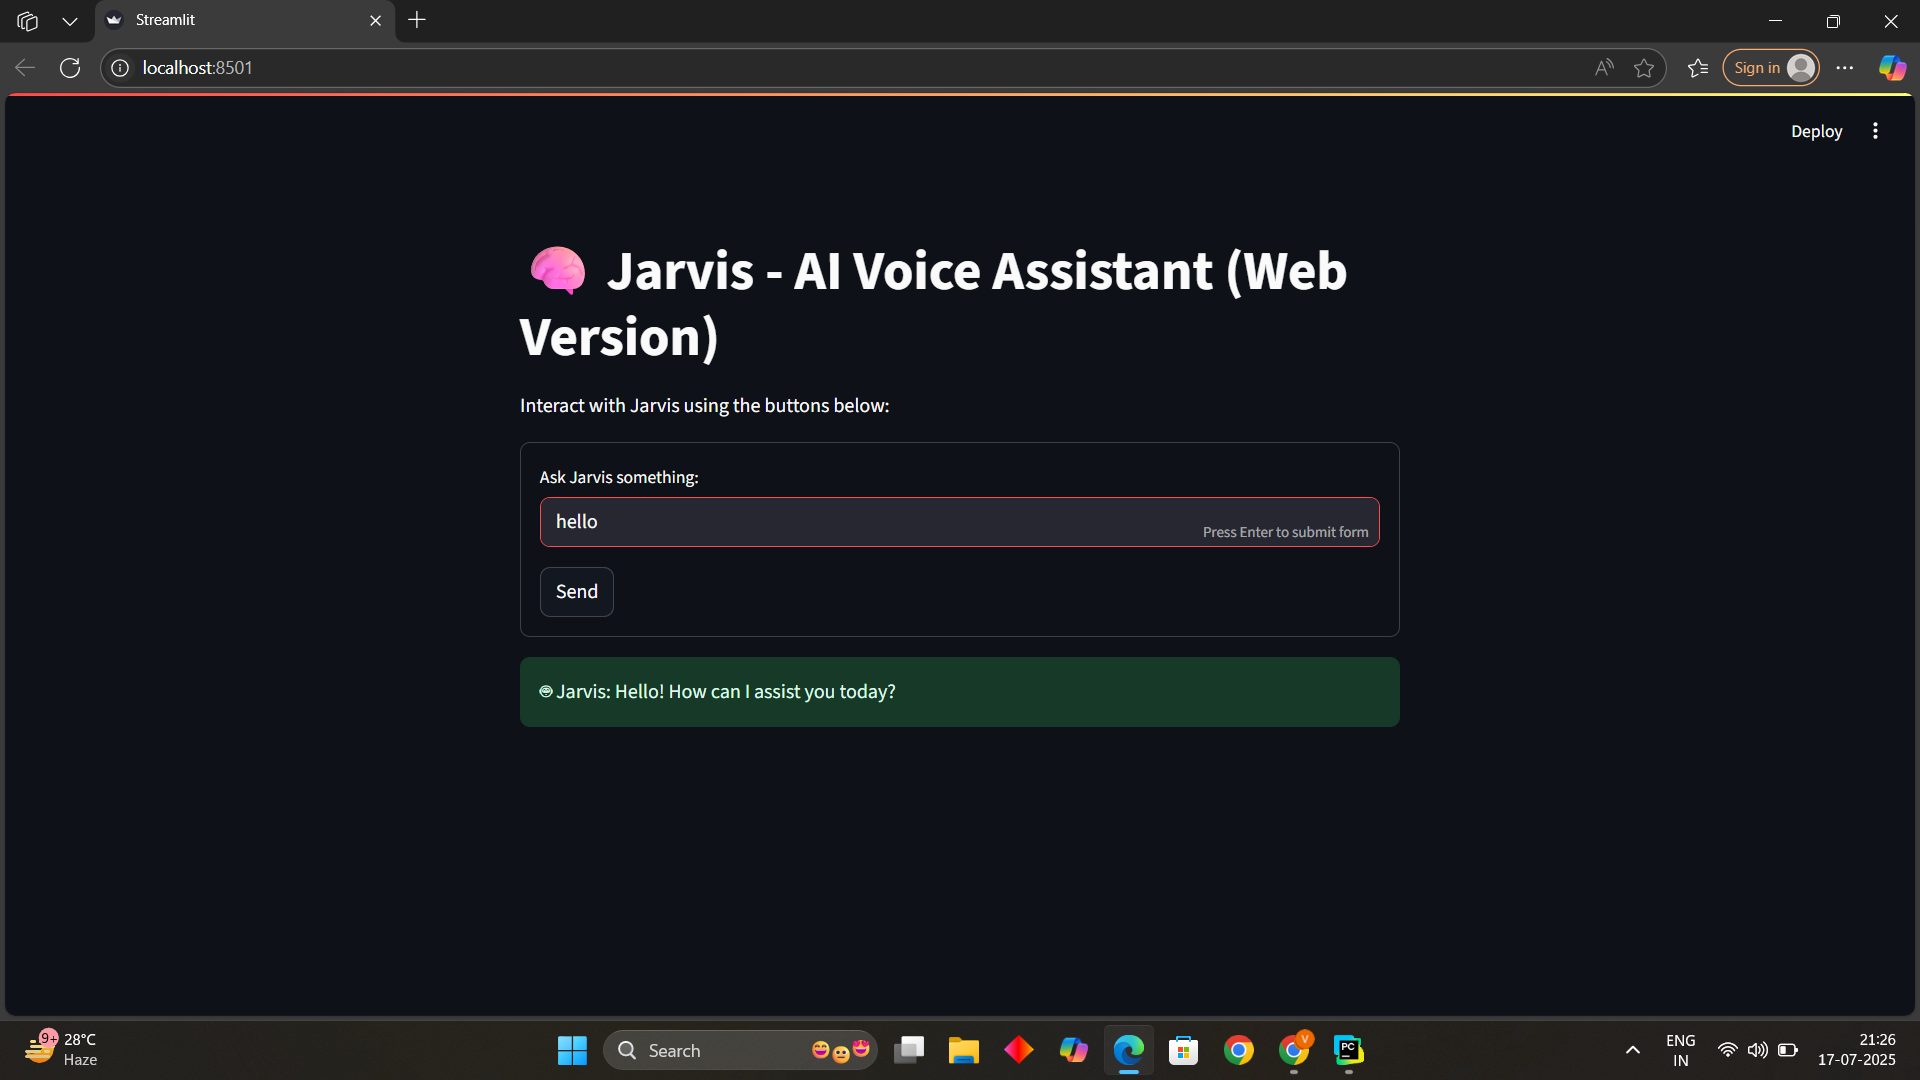 Streamlit
localhost:8501
Sign in
Deploy
🧠 Jarvis - AI Voice Assistant (Web
Version)
Interact with Jarvis using the buttons below:
Ask Jarvis something:
hello
Press Enter to submit form
Send
Jarvis: Hello! How can I assist you today?
9+
28°C
Haze
Search
V
PC
ENG
IN
21:26
17-07-2025